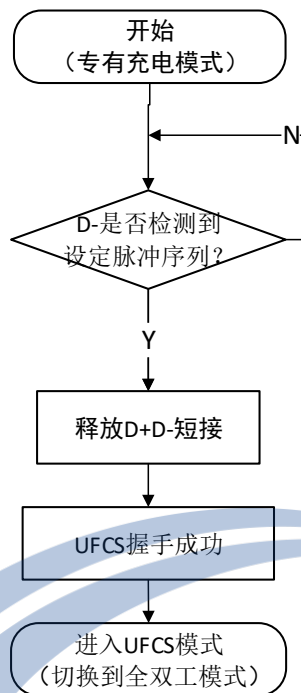 开始
（专有充电模式）
N
D-是否检测到
设定脉冲序列？
Y
释放D+D-短接
UFCS握手成功
进入UFCS模式
（切换到全双工模式）